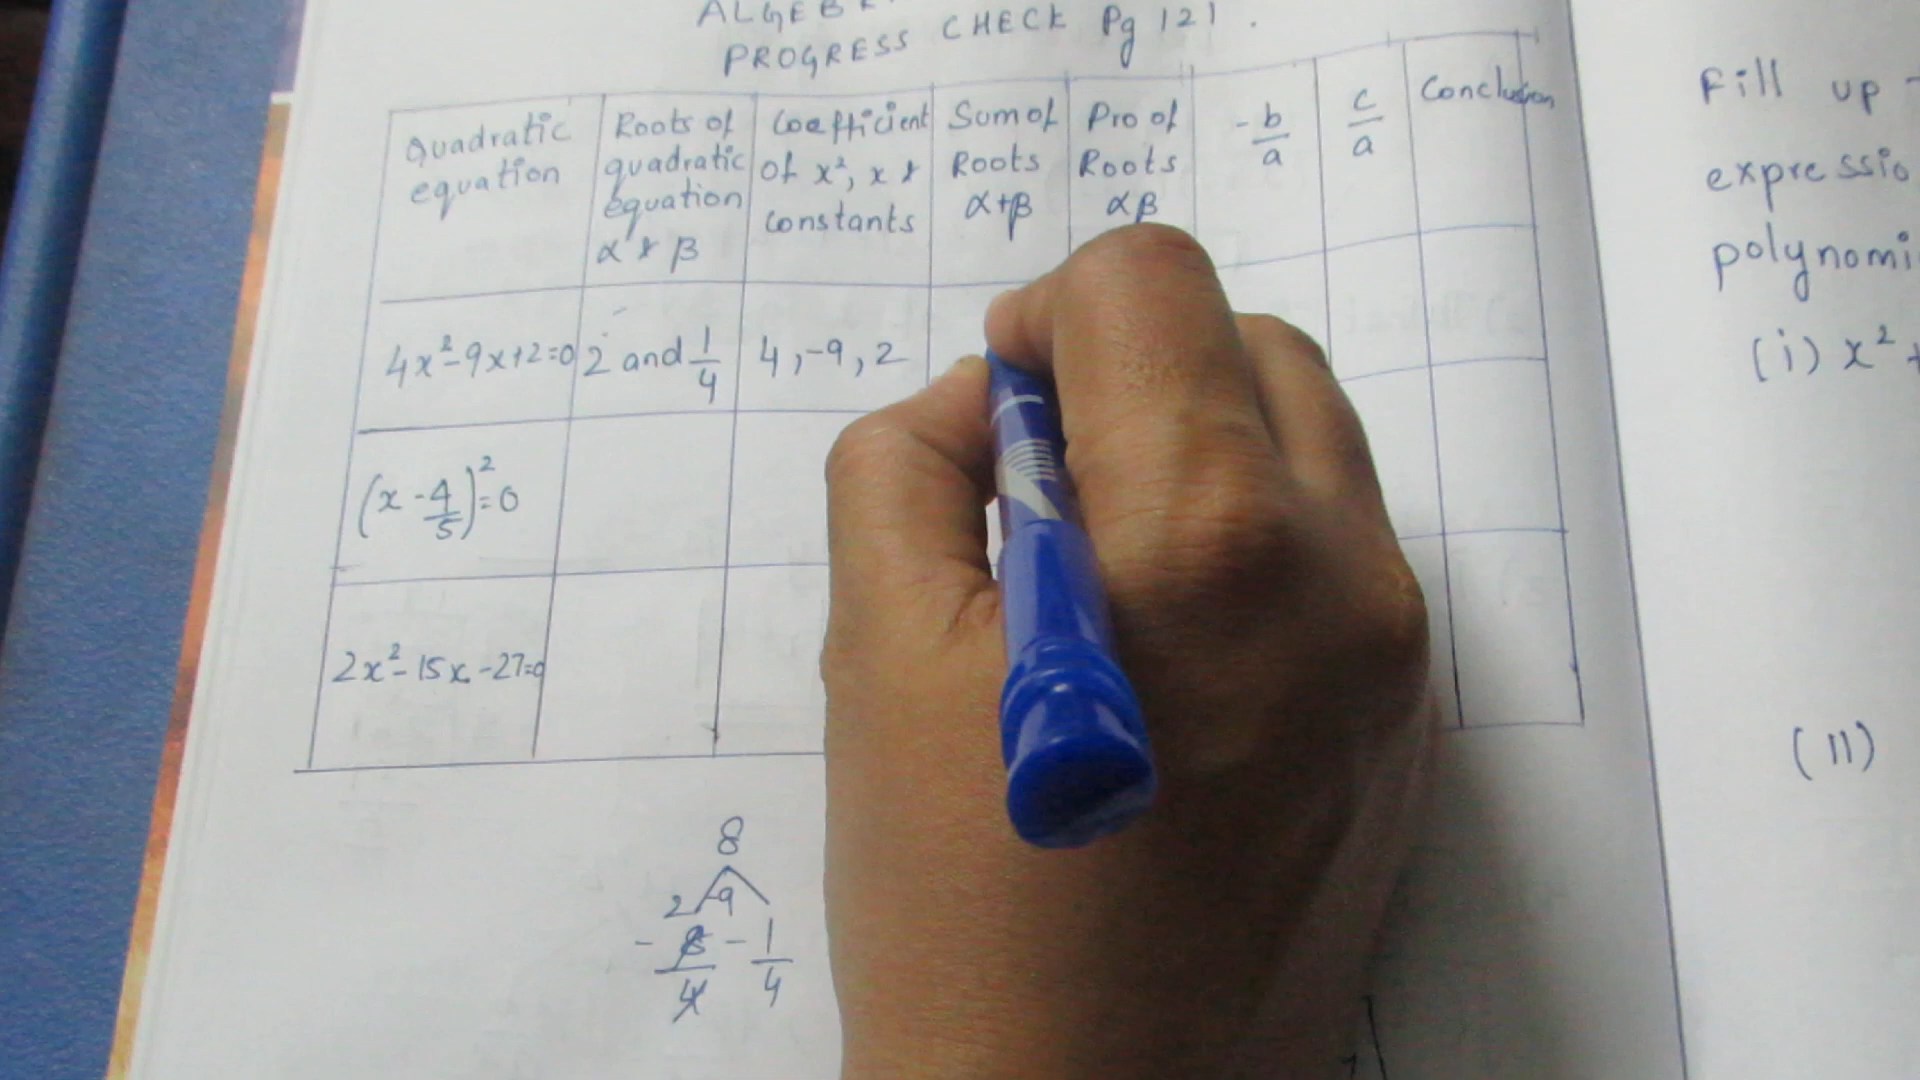 PROGRESS CHECK Pg 121.
Quadratic equation
Roots of quadratic equation α & β
Coefficient of x², x & constants
Sum of Roots α+β
Pro of Roots αβ
-b/a
c/a
Conclusion
4x²-9x+2=0
2 and 1/4
4,-9,2
(x-4/5)²=0
2x²-15x-27=0
8
2 9
-8/4 -1/4
Fill up
(i) x² +
(II)